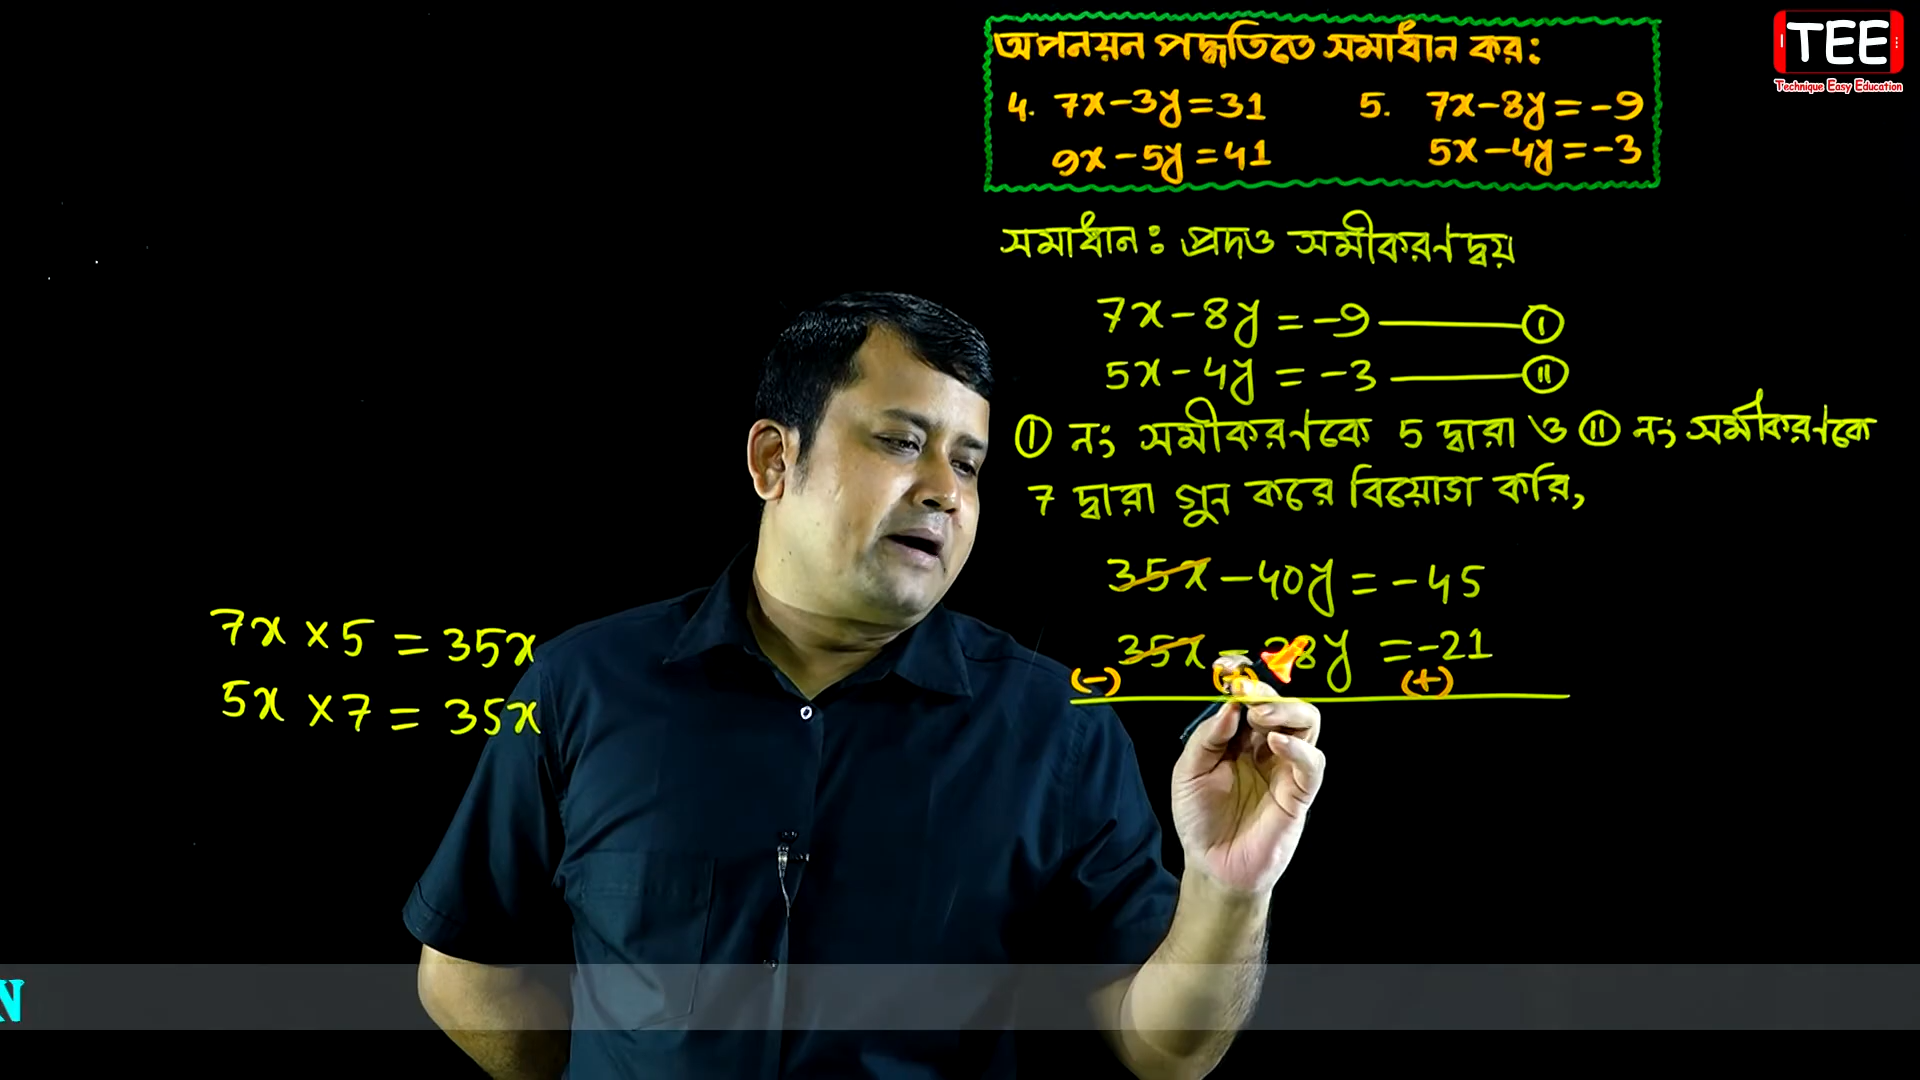 TEE
Technique Easy Education
অপনয়ন পদ্ধতিতে সমাধান কর:
4. 7x-3y=31
9x-5y=41
5. 7x-8y=-9
5x-4y=-3
সমাধান: প্রদত্ত সমীকরণদ্বয়
7x-8y=-9 ——— (I)
5x-4y=-3 ——— (II)
(I) নং সমীকরণকে 5 দ্বারা ও (II) নং সমীকরণকে
7 দ্বারা গুন করে বিয়োগ করি,
35x-40y=-45
35x-28y=-21
(-) (+) (+)
7x×5=35x
5x×7=35x
N